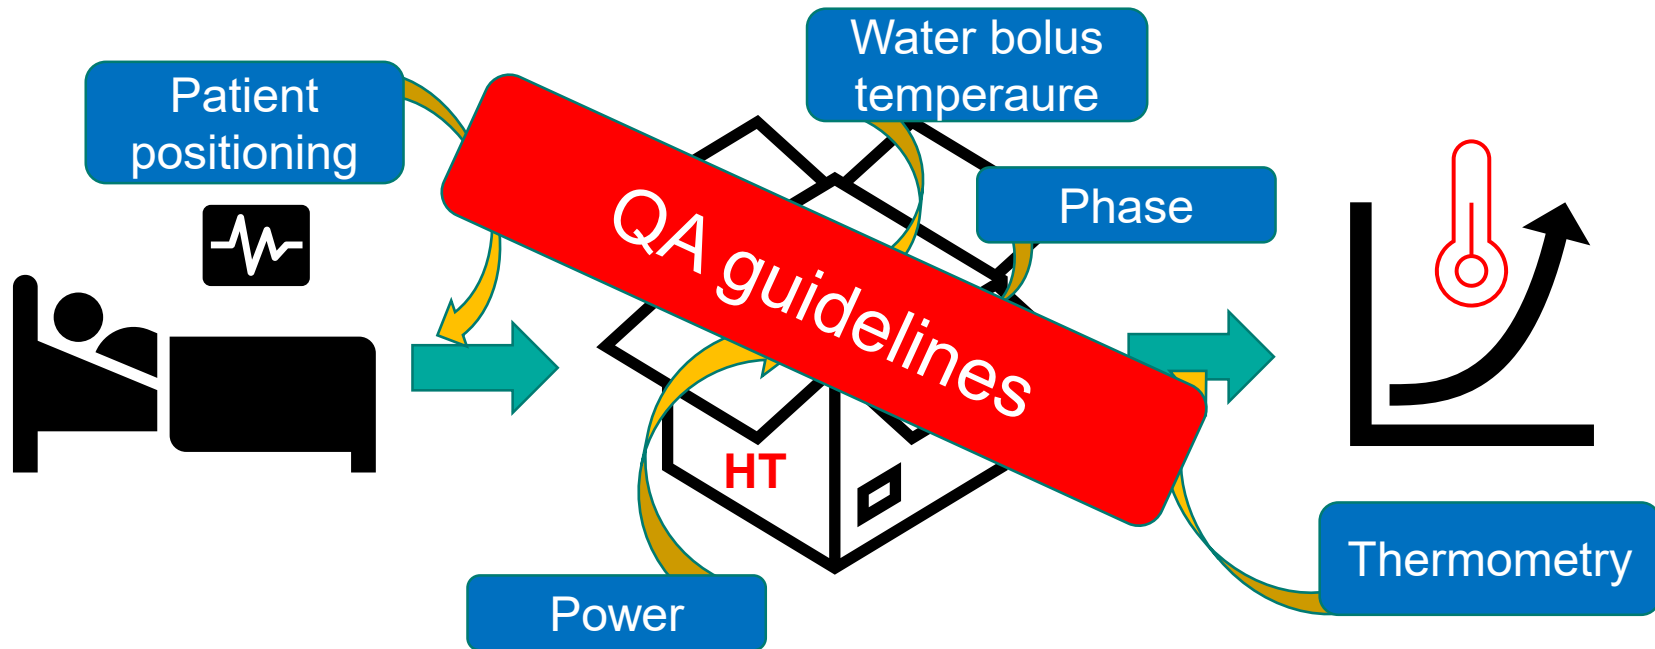 Water bolus
temperaure
Patient
positioning
Phase
QA guidelines
HT
Thermometry
Power